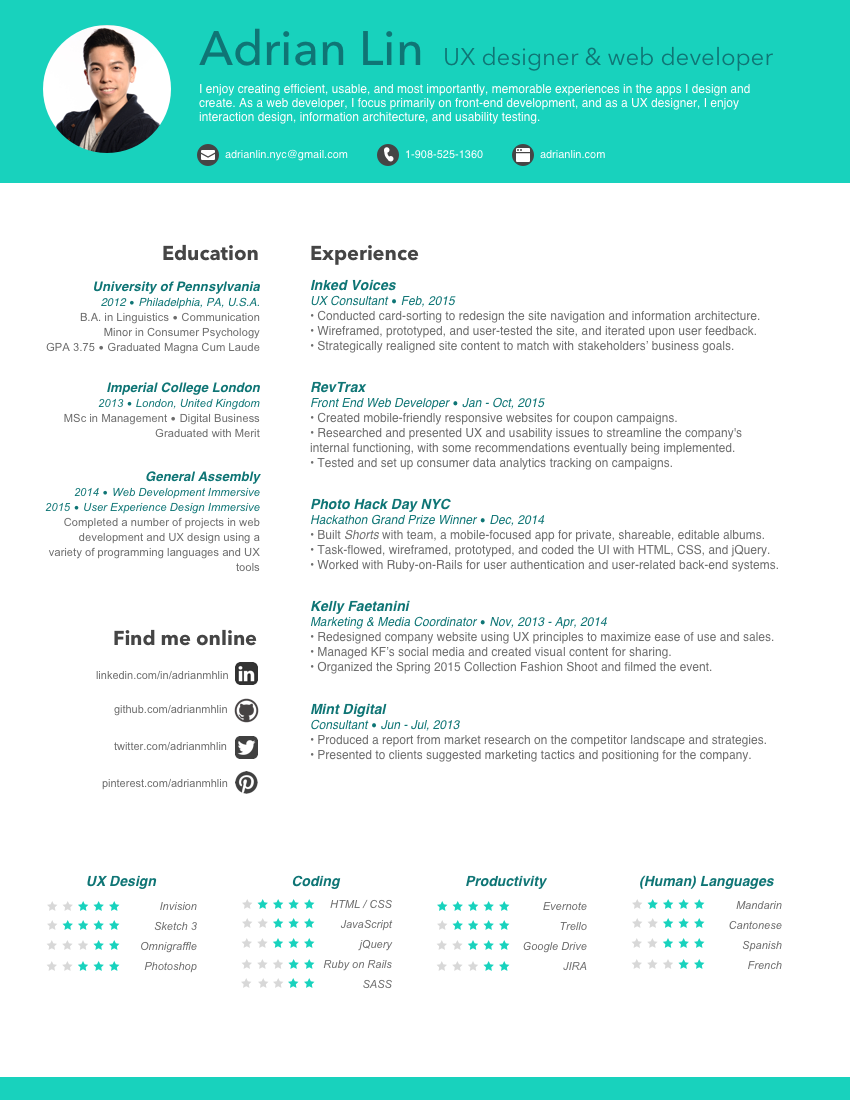 Adrian Lin UX designer & web developer
I enjoy creating efficient, usable, and most importantly, memorable experiences in the apps I design and
create. As a web developer, I focus primarily on front-end development, and as a UX designer, I enjoy
interaction design, information architecture, and usability testing.
adrianlin.nyc@gmail.com 1-908-525-1360 adrianlin.com
Education
University of Pennsylvania
2012 • Philadelphia, PA, U.S.A.
B.A. in Linguistics • Communication
Minor in Consumer Psychology
GPA 3.75 • Graduated Magna Cum Laude
Imperial College London
2013 • London, United Kingdom
MSc in Management • Digital Business
Graduated with Merit
General Assembly
2014 • Web Development Immersive
2015 • User Experience Design Immersive
Completed a number of projects in web
development and UX design using a
variety of programming languages and UX
tools
Find me online
linkedin.com/in/adrianmhlin in
github.com/adrianmhlin
twitter.com/adrianmhlin
pinterest.com/adrianmhlin
Experience
Inked Voices
UX Consultant • Feb, 2015
• Conducted card-sorting to redesign the site navigation and information architecture.
• Wireframed, prototyped, and user-tested the site, and iterated upon user feedback.
• Strategically realigned site content to match with stakeholders’ business goals.
RevTrax
Front End Web Developer • Jan - Oct, 2015
• Created mobile-friendly responsive websites for coupon campaigns.
• Researched and presented UX and usability issues to streamline the company’s
internal functioning, with some recommendations eventually being implemented.
• Tested and set up consumer data analytics tracking on campaigns.
Photo Hack Day NYC
Hackathon Grand Prize Winner • Dec, 2014
• Built Shorts with team, a mobile-focused app for private, shareable, editable albums.
• Task-flowed, wireframed, prototyped, and coded the UI with HTML, CSS, and jQuery.
• Worked with Ruby-on-Rails for user authentication and user-related back-end systems.
Kelly Faetanini
Marketing & Media Coordinator • Nov, 2013 - Apr, 2014
• Redesigned company website using UX principles to maximize ease of use and sales.
• Managed KF’s social media and created visual content for sharing.
• Organized the Spring 2015 Collection Fashion Shoot and filmed the event.
Mint Digital
Consultant • Jun - Jul, 2013
• Produced a report from market research on the competitor landscape and strategies.
• Presented to clients suggested marketing tactics and positioning for the company.
UX Design
Invision
Sketch 3
Omnigraffle
Photoshop
Coding
HTML / CSS
JavaScript
jQuery
Ruby on Rails
SASS
Productivity
Evernote
Trello
Google Drive
JIRA
(Human) Languages
Mandarin
Cantonese
Spanish
French